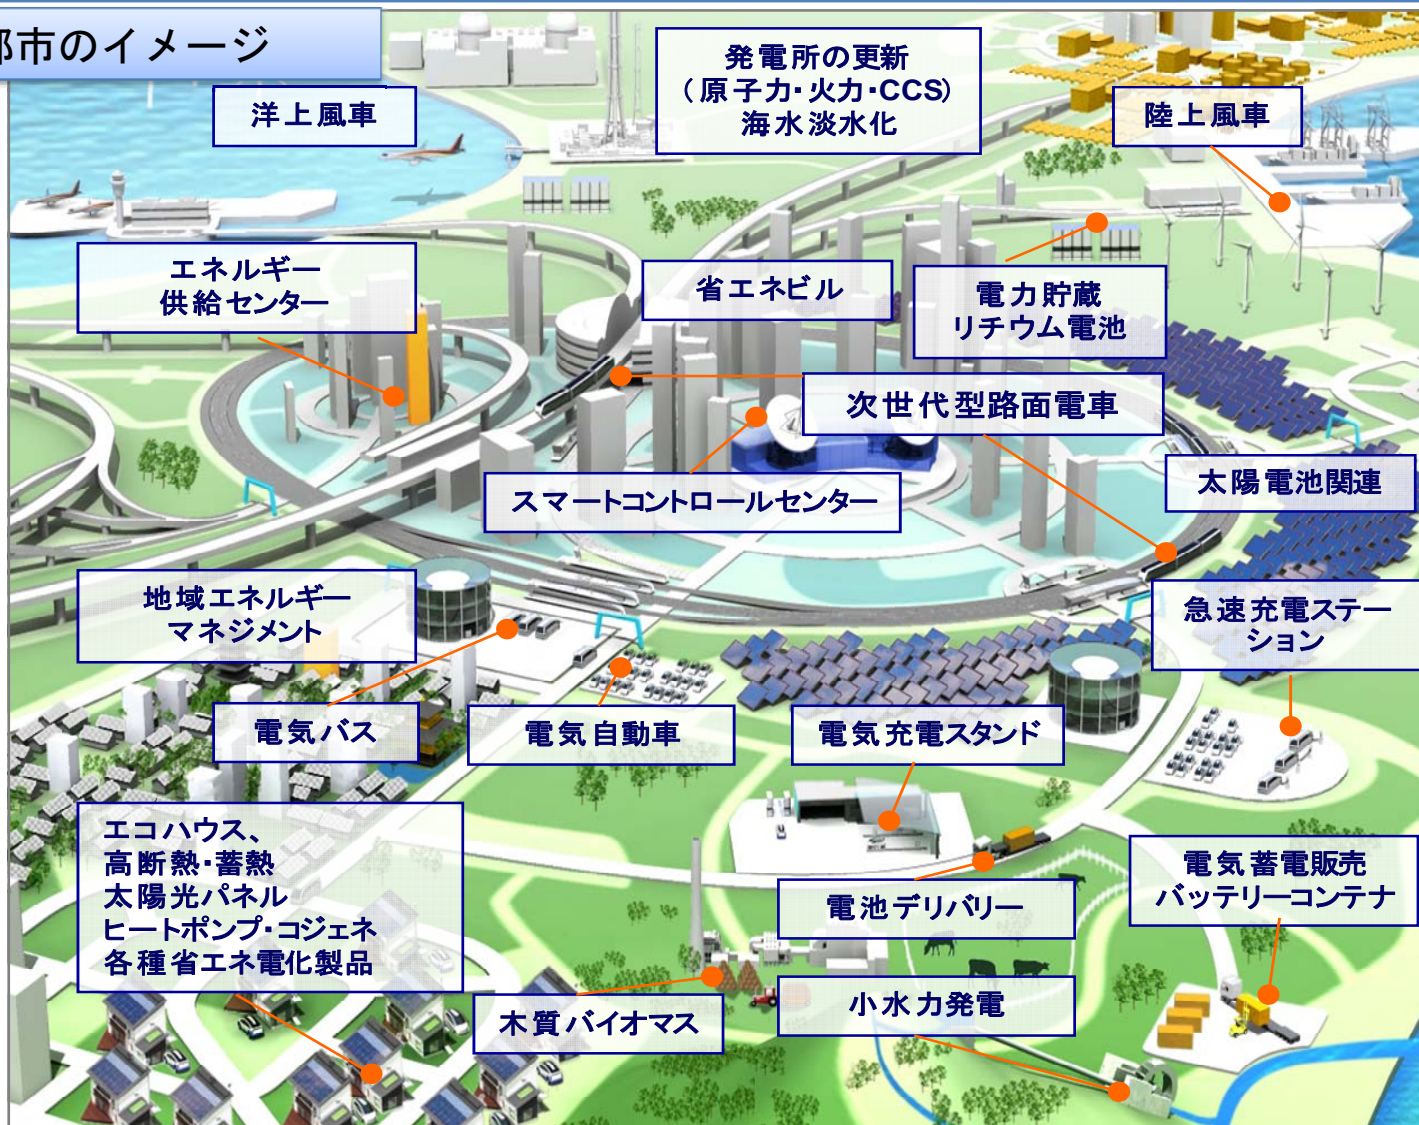 都市のイメージ
洋上風車
発電所の更新
（原子力・火力・CCS）
海水淡水化
陸上風車
エネルギー
供給センター
省エネビル
電力貯蔵
リチウム電池
次世代型路面電車
スマートコントロールセンター
太陽電池関連
地域エネルギー
マネジメント
急速充電ステー
ション
電気バス
電気自動車
電気充電スタンド
エコハウス、
高断熱・蓄熱
太陽光パネル
ヒートポンプ・コジェネ
各種省エネ電化製品
電池デリバリー
電気蓄電販売
バッテリーコンテナ
木質バイオマス
小水力発電